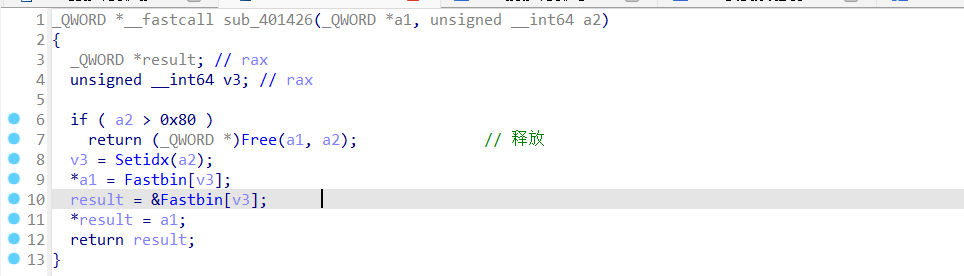 1 _QWORD *__fastcall sub_401426(_QWORD *a1, unsigned __int64 a2)
2 {
3 _QWORD *result; // rax
4 unsigned __int64 v3; // rax
5
6 if ( a2 > 0x80 )
7 return (_QWORD *)Free(a1, a2); // 释放
8 v3 = Setidx(a2);
9 *a1 = Fastbin[v3];
10 result = &Fastbin[v3];
11 *result = a1;
12 return result;
13 }